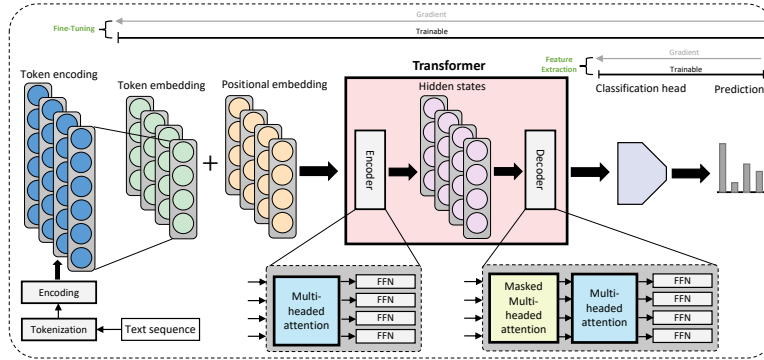 Gradient
Fine-Tuning
Trainable
Gradient
Feature
Extraction
Trainable
Transformer
Token encoding
Token embedding
Positional embedding
Hidden states
Classification head
Prediction
+
Encoder
Decoder
Encoding
Tokenization
Text sequence
Multi-
headed
attention
FFN
FFN
FFN
FFN
Masked
Multi-
headed
attention
Multi-
headed
attention
FFN
FFN
FFN
FFN